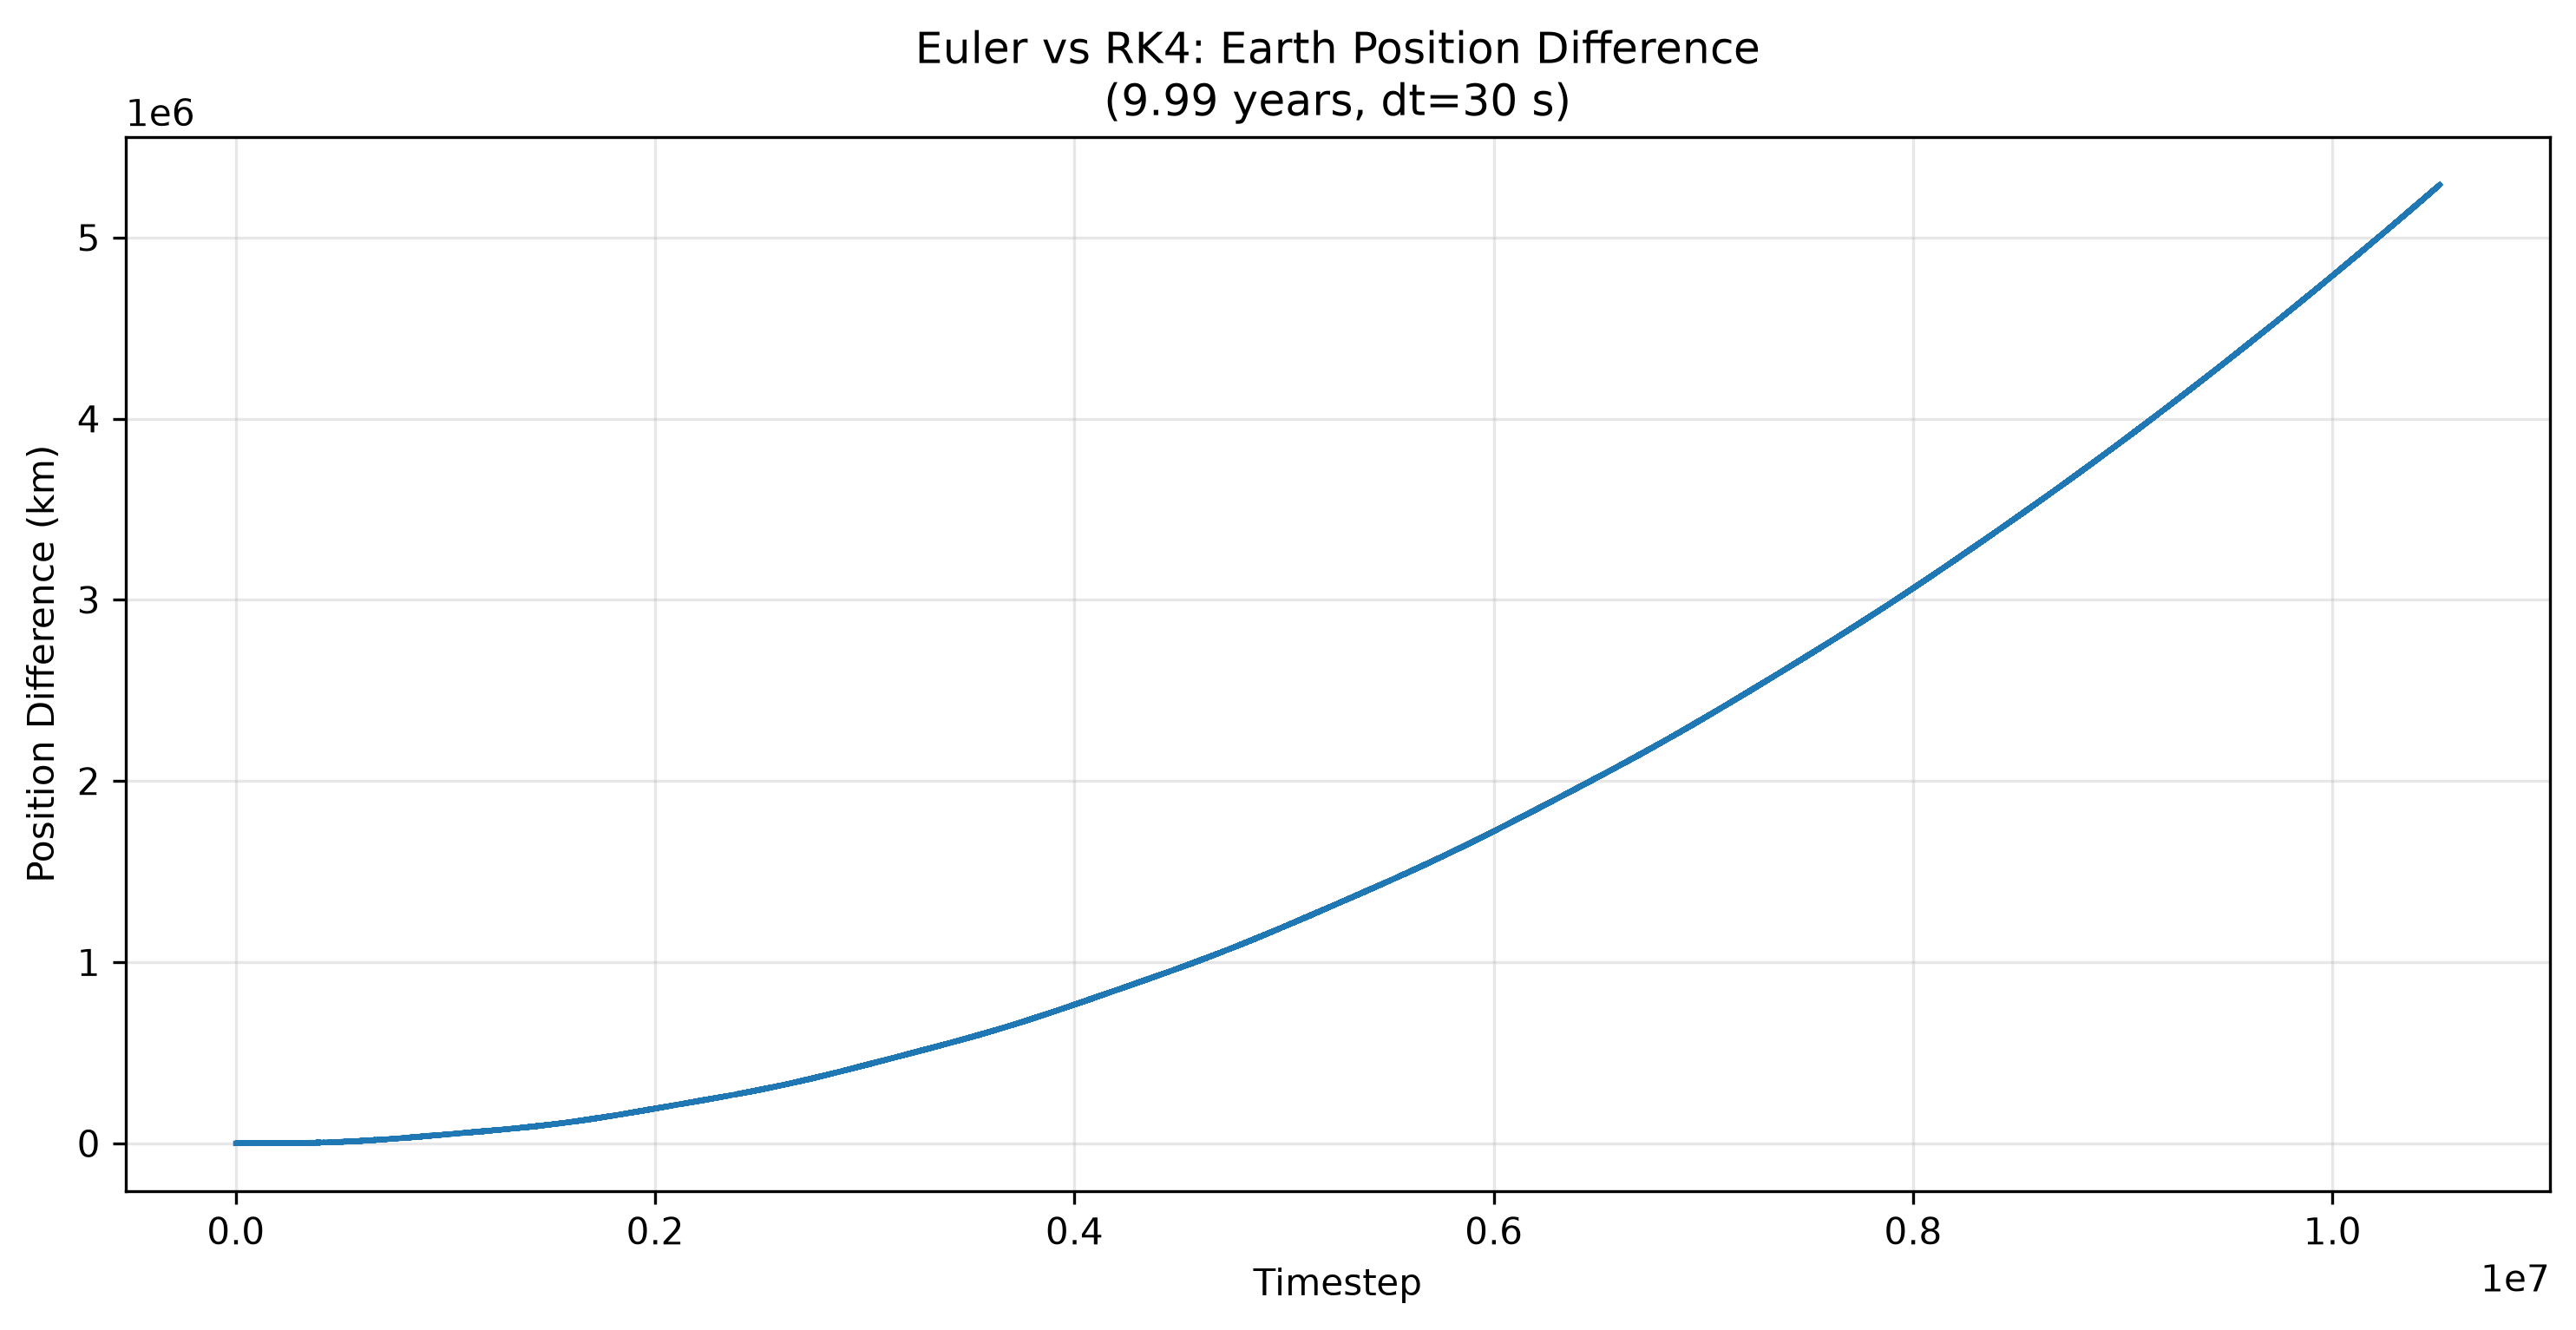 Euler vs RK4: Earth Position Difference
(9.99 years, dt=30 s)
1e6
5
4
3
2
1
0
Position Difference (km)
0.0 0.2 0.4 0.6 0.8 1.0
Timestep
1e7